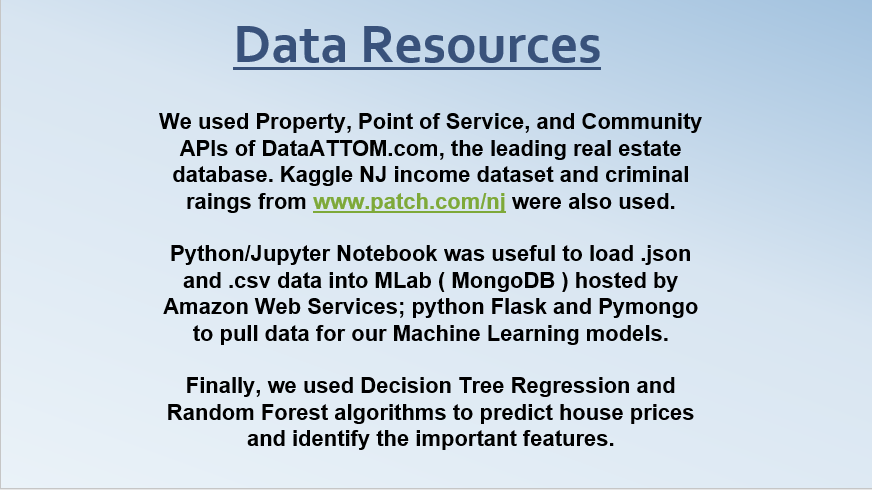 Data Resources
We used Property, Point of Service, and Community
APIs of DataATTOM.com, the leading real estate
database. Kaggle NJ income dataset and criminal
raings from www.patch.com/nj were also used.
Python/Jupyter Notebook was useful to load .json
and .csv data into MLab ( MongoDB ) hosted by
Amazon Web Services; python Flask and Pymongo
to pull data for our Machine Learning models.
Finally, we used Decision Tree Regression and
Random Forest algorithms to predict house prices
and identify the important features.